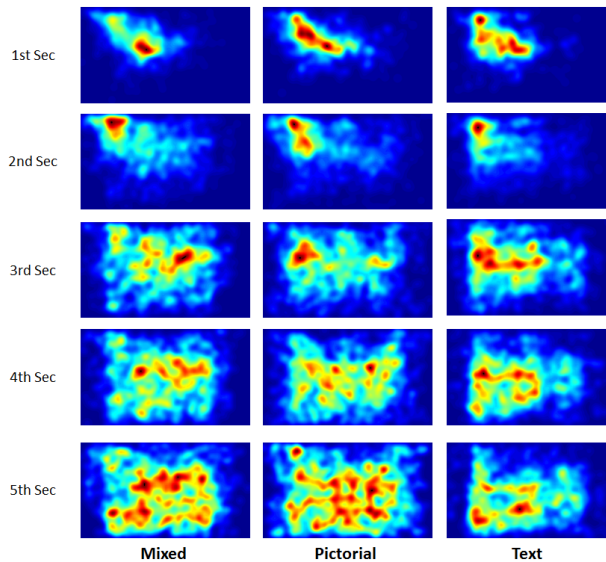 1st Sec
2nd Sec
3rd Sec
4th Sec
5th Sec
Mixed Pictorial Text